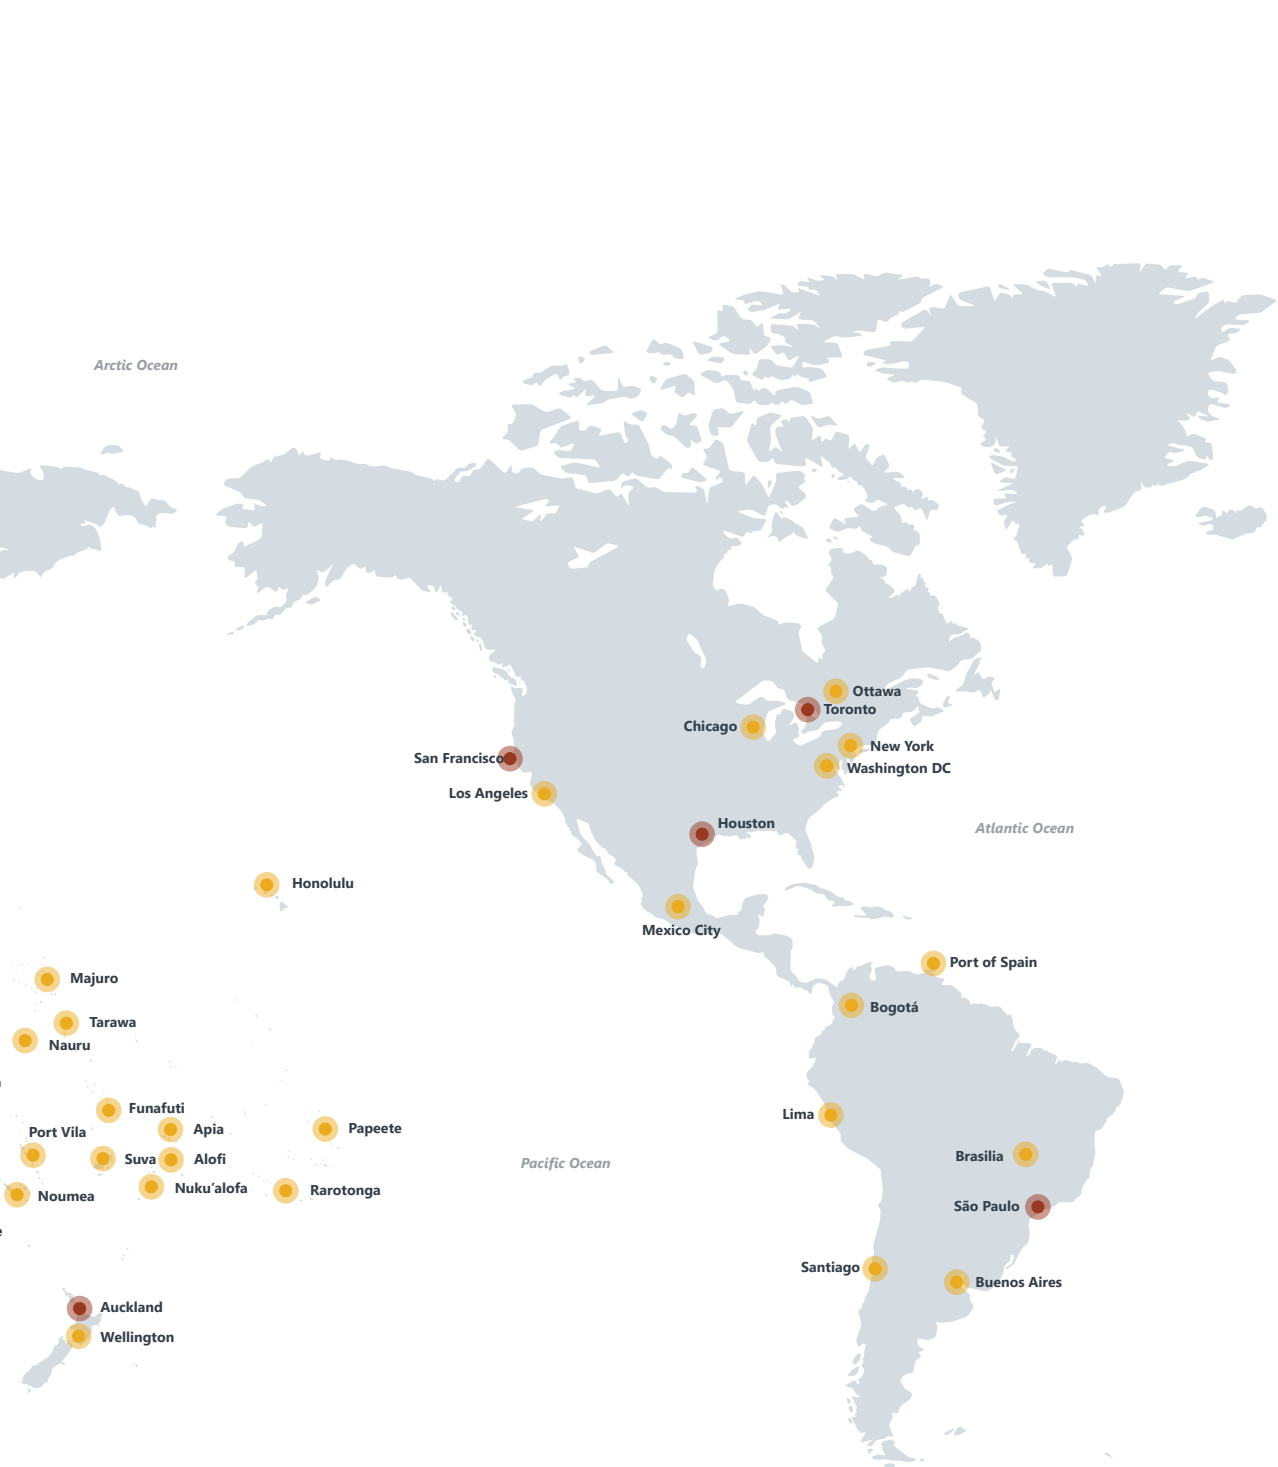 Arctic Ocean
Ottawa
Toronto
Chicago
New York
San Francisco
Washington DC
Los Angeles
Houston
Atlantic Ocean
Honolulu
Mexico City
Port of Spain
Majuro
Bogotá
Tarawa
Nauru
Funafuti
Lima
Port Vila
Apia
Papeete
Suva
Alofi
Pacific Ocean
Brasilia
Nuku’alofa
Rarotonga
Noumea
São Paulo
Santiago
Buenos Aires
Auckland
Wellington